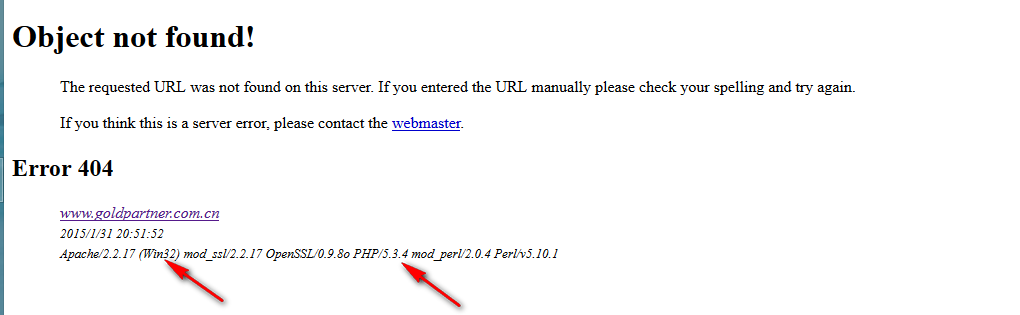 Object not found!
The requested URL was not found on this server. If you entered the URL manually please check your spelling and try again.
If you think this is a server error, please contact the webmaster.
Error 404
www.goldpartner.com.cn
2015/1/31 20:51:52
Apache/2.2.17 (Win32) mod_ssl/2.2.17 OpenSSL/0.9.8o PHP/5.3.4 mod_perl/2.0.4 Perl/v5.10.1